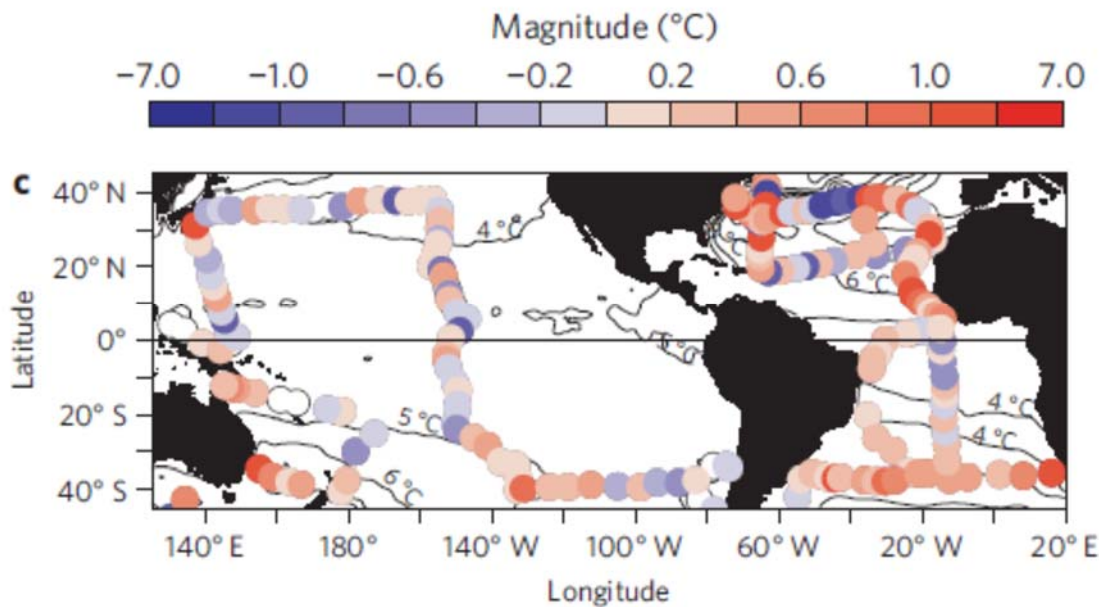 Magnitude (°C)
−7.0 −1.0 −0.6 −0.2 0.2 0.6 1.0 7.0
c
40° N
20° N
0°
20° S
40° S
Latitude
4 °C
°C
6 °C
5 °C
4 °C
5 °C
4 °C
6 °C
140° E 180° 140° W 100° W 60° W 20° W 20° E
Longitude